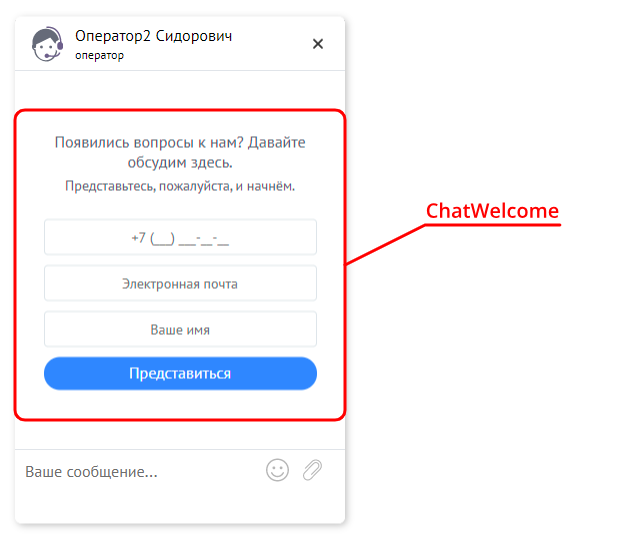 Оператор2 Сидорович
оператор
Появились вопросы к нам? Давайте
обсудим здесь.
Представьтесь, пожалуйста, и начнём.
ChatWelcome
+7 (___) ___-__-__
Электронная почта
Ваше имя
Представиться
Ваше сообщение...